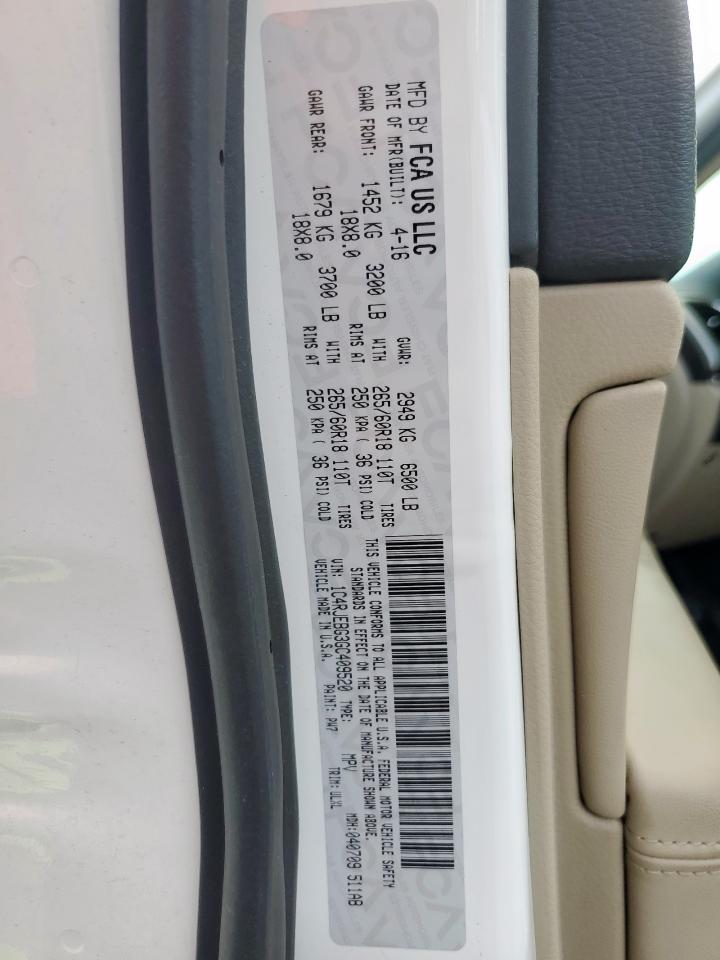 MFD BY FCA US LLC
DATE OF MFR(BUILT): 4-16 GVWR: 2949 KG 6500 LB
GAWR FRONT: 1452 KG 3200 LB WITH 265/60R18 110T TIRES
18X8.0 RIMS AT 250 KPA ( 36 PSI) COLD
GAWR REAR: 1679 KG 3700 LB WITH 265/60R18 110T TIRES
18X8.0 RIMS AT 250 KPA ( 36 PSI) COLD
THIS VEHICLE CONFORMS TO ALL APPLICABLE U.S.A. FEDERAL MOTOR VEHICLE SAFETY
STANDARDS IN EFFECT ON THE DATE OF MANUFACTURE SHOWN ABOVE.
VIN: 1C4RJEBG3GC409520 TYPE: MPV MDH:040709 511AB
VEHICLE MADE IN U.S.A. PAINT: PW7 TRIM:ULXL